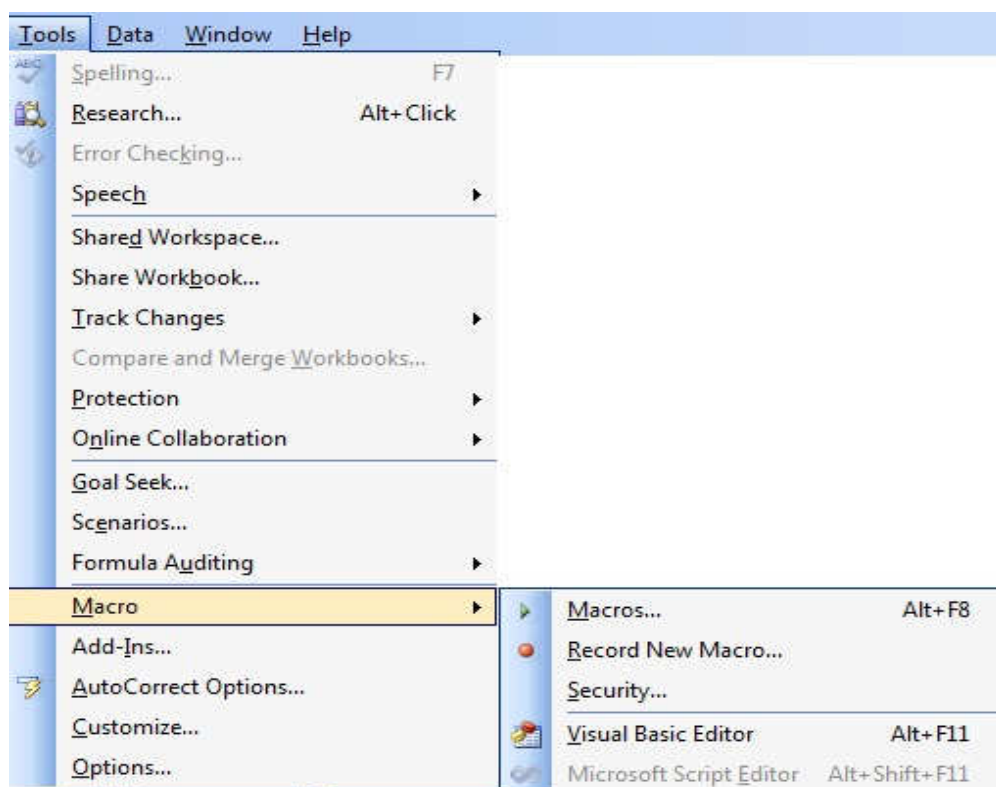 Tools Data Window Help
ABC Spelling... F7
Research... Alt+Click
Error Checking...
Speech
Shared Workspace...
Share Workbook...
Track Changes
Compare and Merge Workbooks...
Protection
Online Collaboration
Goal Seek...
Scenarios...
Formula Auditing
Macro
Add-Ins...
AutoCorrect Options...
Customize...
Options...
Macros... Alt+F8
Record New Macro...
Security...
Visual Basic Editor Alt+F11
Microsoft Script Editor Alt+Shift+F11